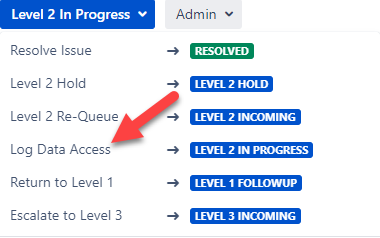 Level 2 In Progress Admin
Resolve Issue → RESOLVED
Level 2 Hold → LEVEL 2 HOLD
Level 2 Re-Queue → LEVEL 2 INCOMING
Log Data Access → LEVEL 2 IN PROGRESS
Return to Level 1 → LEVEL 1 FOLLOWUP
Escalate to Level 3 → LEVEL 3 INCOMING